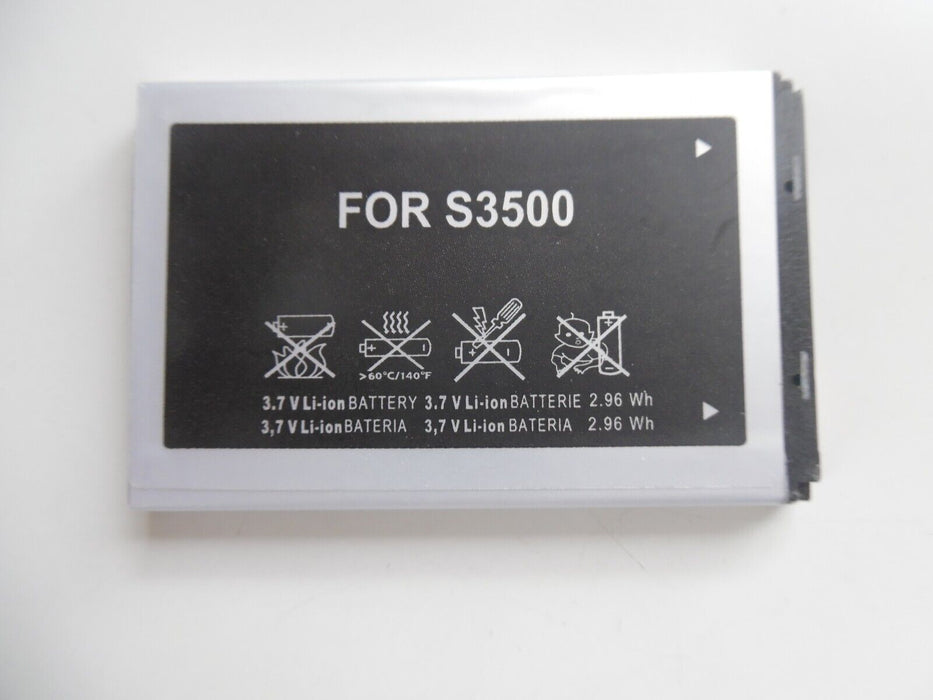 FOR S3500
>60°C/140°F
3.7 V Li-ion BATTERY 3.7 V Li-ion BATTERIE 2.96 Wh
3,7 V Li-ion BATERIA 3,7 V Li-ion BATERIA 2.96 Wh